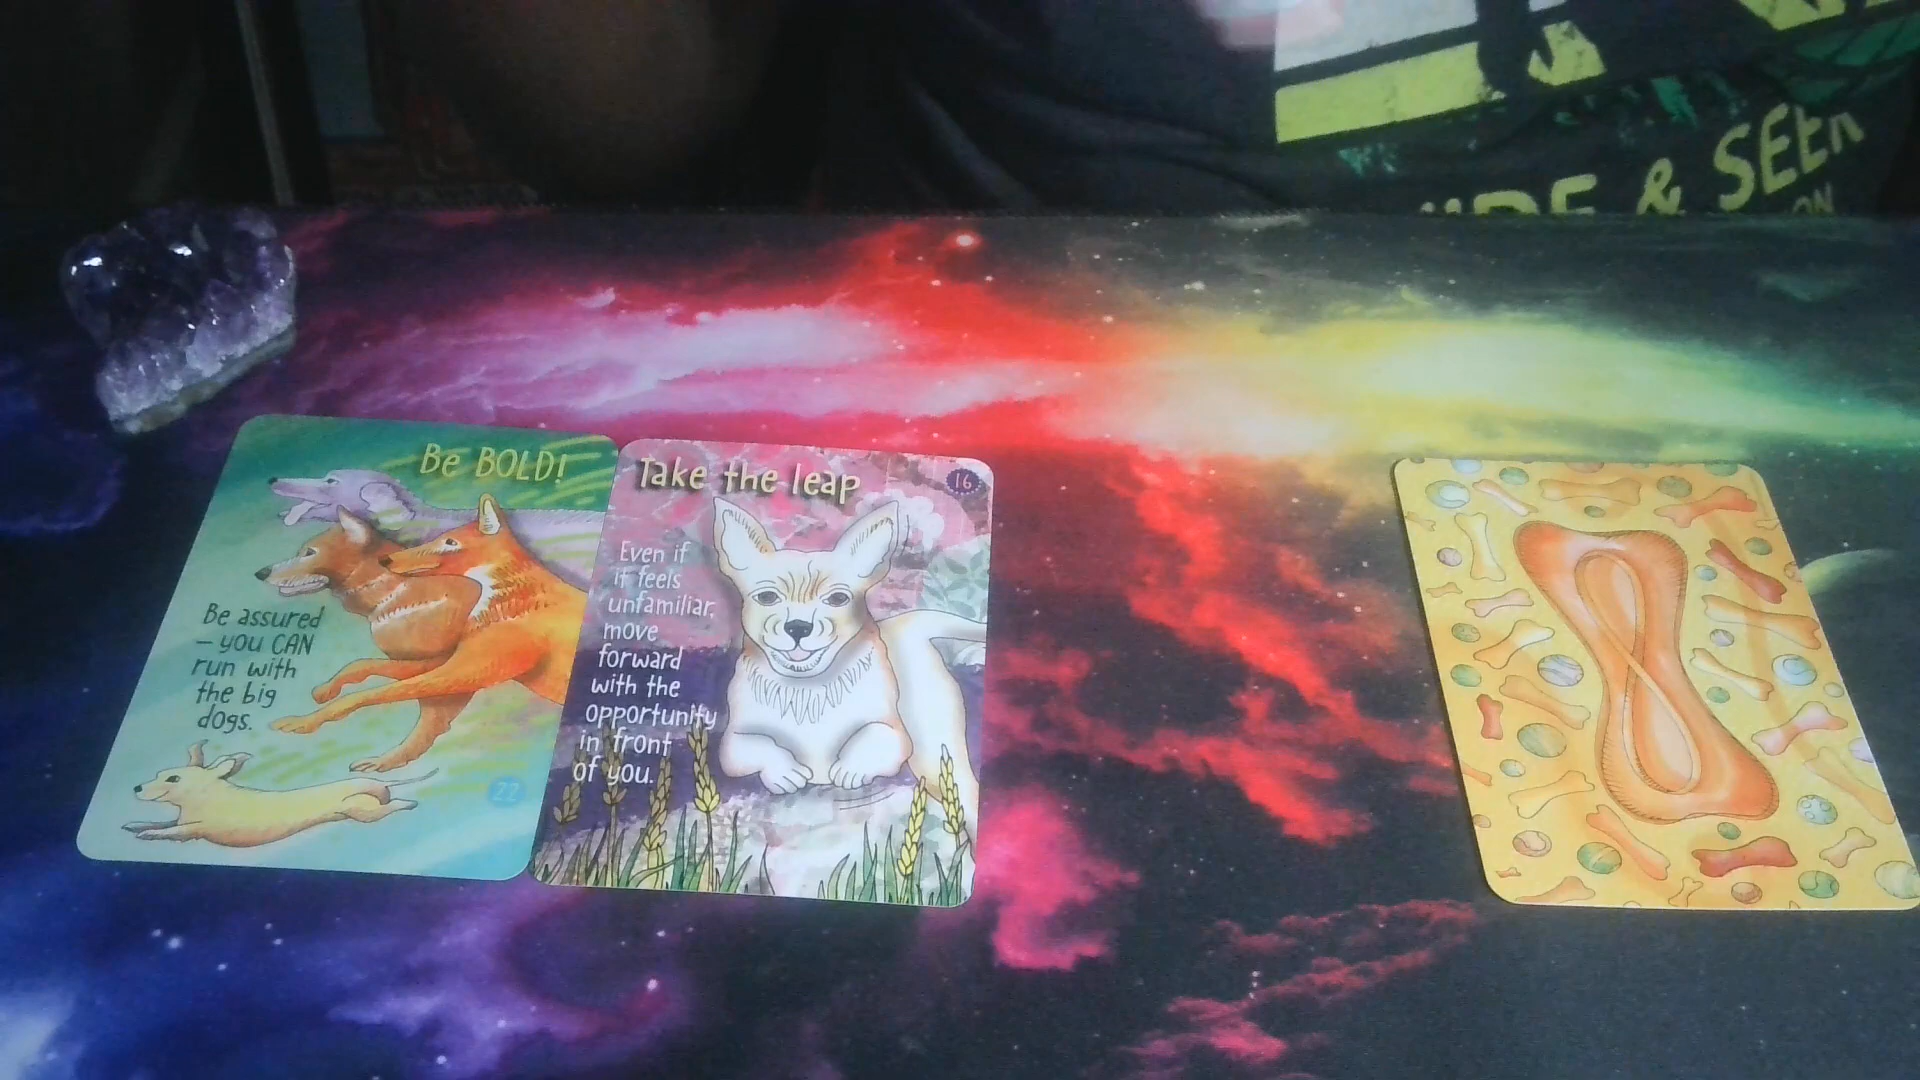 & SEEK
ON
Be BOLD!
Be assured
– you CAN
run with
the big
dogs.
22
Take the leap
16
Even if
it feels
unfamiliar,
move
forward
with the
opportunity
in front
of you.